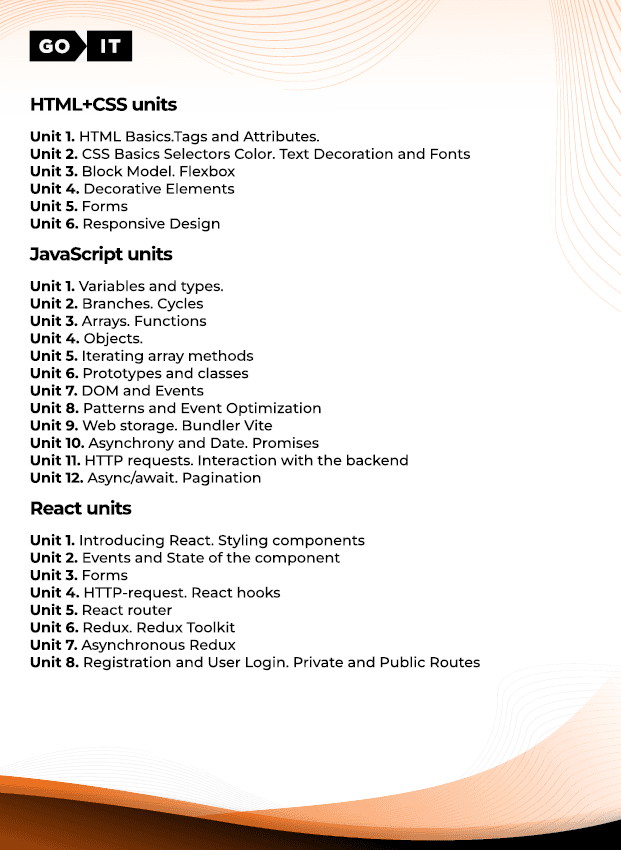 GO IT
HTML+CSS units
Unit 1. HTML Basics.Tags and Attributes.
Unit 2. CSS Basics Selectors Color. Text Decoration and Fonts
Unit 3. Block Model. Flexbox
Unit 4. Decorative Elements
Unit 5. Forms
Unit 6. Responsive Design
JavaScript units
Unit 1. Variables and types.
Unit 2. Branches. Cycles
Unit 3. Arrays. Functions
Unit 4. Objects.
Unit 5. Iterating array methods
Unit 6. Prototypes and classes
Unit 7. DOM and Events
Unit 8. Patterns and Event Optimization
Unit 9. Web storage. Bundler Vite
Unit 10. Asynchrony and Date. Promises
Unit 11. HTTP requests. Interaction with the backend
Unit 12. Async/await. Pagination
React units
Unit 1. Introducing React. Styling components
Unit 2. Events and State of the component
Unit 3. Forms
Unit 4. HTTP-request. React hooks
Unit 5. React router
Unit 6. Redux. Redux Toolkit
Unit 7. Asynchronous Redux
Unit 8. Registration and User Login. Private and Public Routes